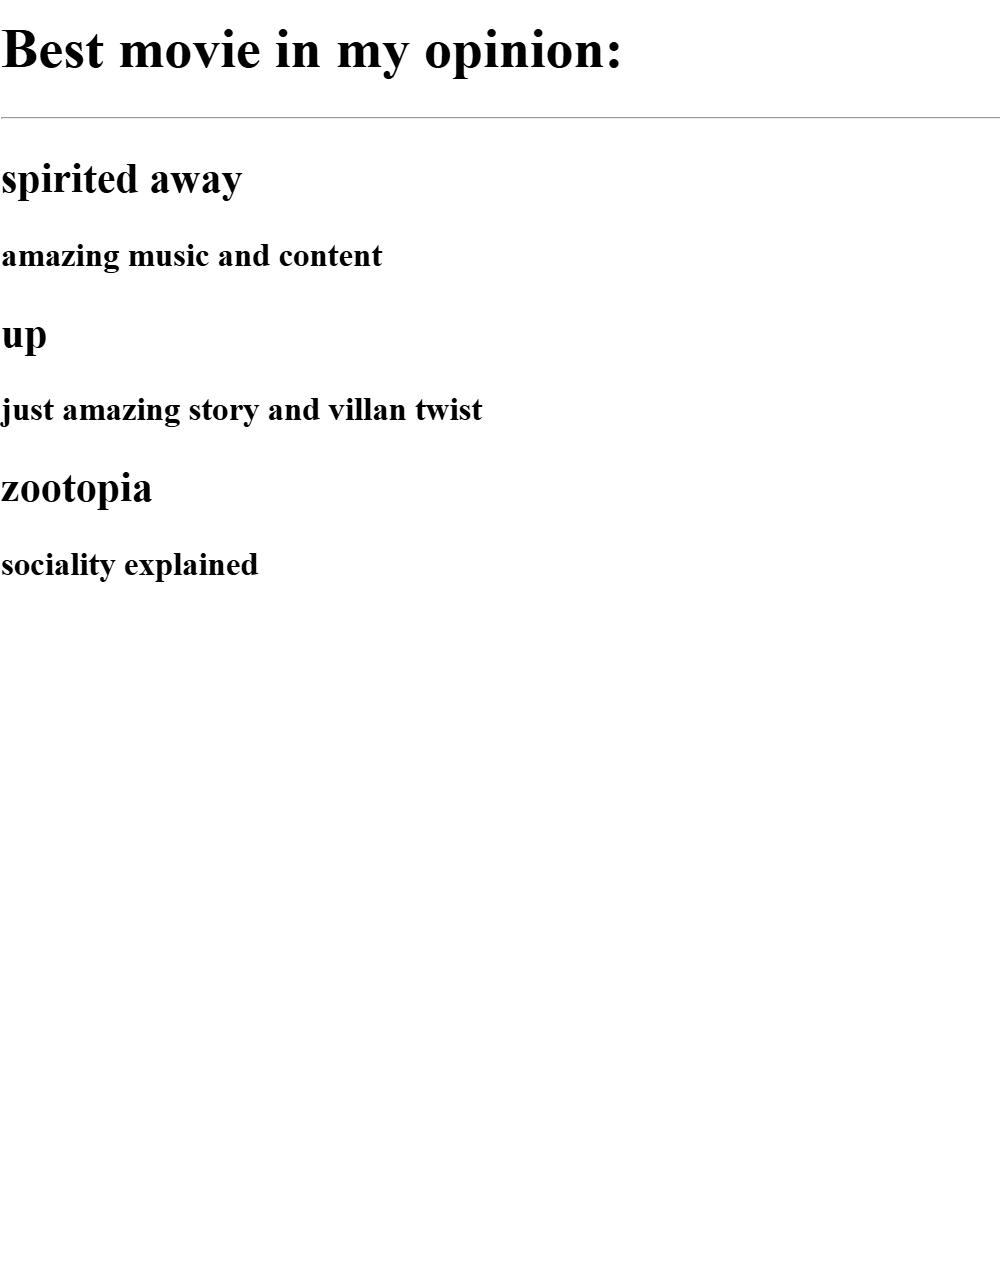 Best movie in my opinion:
spirited away
amazing music and content
up
just amazing story and villan twist
zootopia
sociality explained